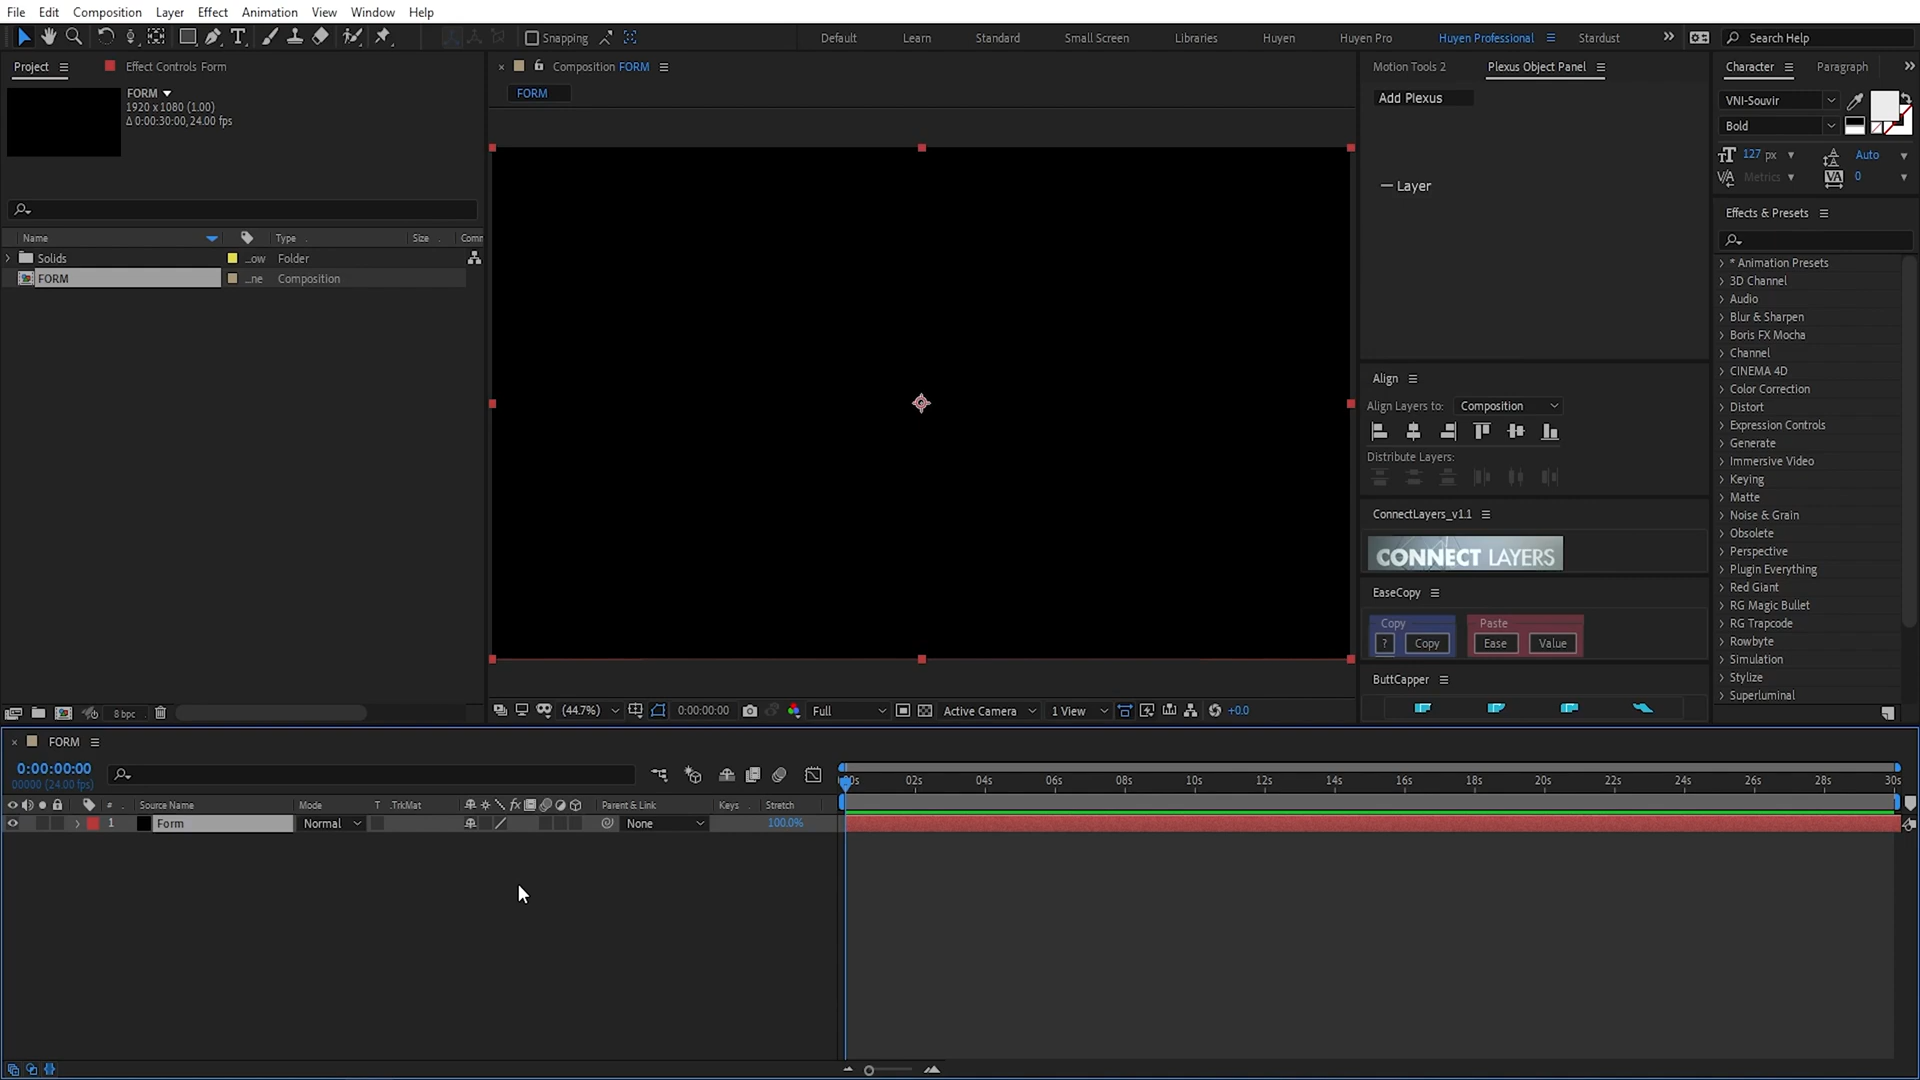 File Edit Composition Layer Effect Animation View Window Help
Snapping Default Learn Standard Small Screen Libraries Huyen Huyen Pro Huyen Professional Stardust Search Help
Project Effect Controls Form
FORM
1920 x 1080 (1.00)
Δ 0:00:30:00, 24.00 fps
Name Type Size Comm
Solids ...ow Folder
FORM ...ne Composition
8 bpc
Composition FORM
FORM
(44.7%) 0:00:00:00 Full Active Camera 1 View +0.0
Motion Tools 2 Plexus Object Panel
Add Plexus
Layer
Align
Align Layers to: Composition
Distribute Layers:
ConnectLayers_v1.1
CONNECT LAYERS
EaseCopy
Copy Paste
? Copy Ease Value
ButtCapper
Character Paragraph
VNI-Souvir
Bold
127 px Auto
Metrics 0
Effects & Presets
* Animation Presets
3D Channel
Audio
Blur & Sharpen
Boris FX Mocha
Channel
CINEMA 4D
Color Correction
Distort
Expression Controls
Generate
Immersive Video
Keying
Matte
Noise & Grain
Obsolete
Perspective
Plugin Everything
Red Giant
RG Magic Bullet
RG Trapcode
Rowbyte
Simulation
Stylize
Superluminal
FORM
0:00:00:00
00000 (24.00 fps)
02s 04s 06s 08s 10s 12s 14s 16s 18s 20s 22s 24s 26s 28s 30s
# Source Name Mode T .TrkMat fx Parent & Link Keys Stretch
1 Form Normal None 100.0%